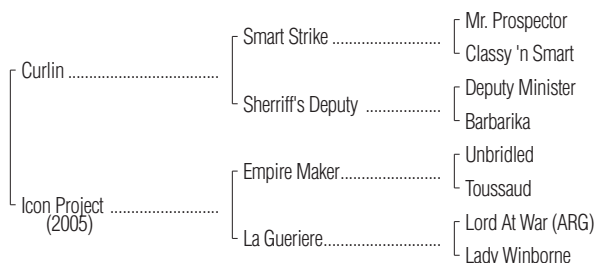 Mr. Prospector
Smart Strike ........................
Classy 'n Smart
Curlin .................................
Deputy Minister
Sherriff's Deputy ................
Barbarika
Unbridled
Empire Maker......................
Toussaud
Icon Project ........................
(2005)
Lord At War (ARG)
La Gueriere..........................
Lady Winborne